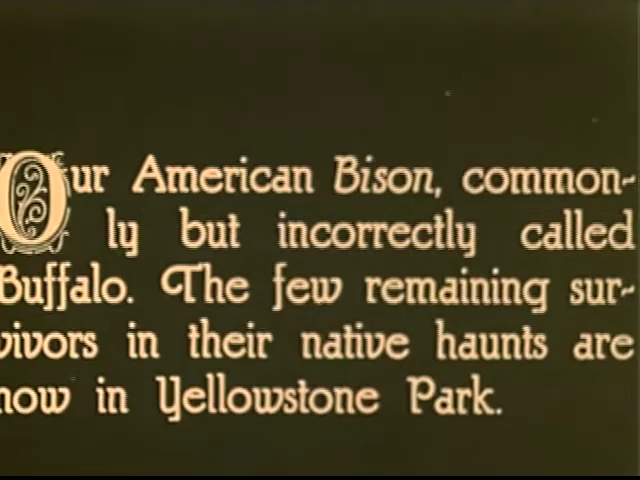 Our American Bison, common-
ly but incorrectly called
Buffalo. The few remaining sur-
vivors in their native haunts are
now in Yellowstone Park.